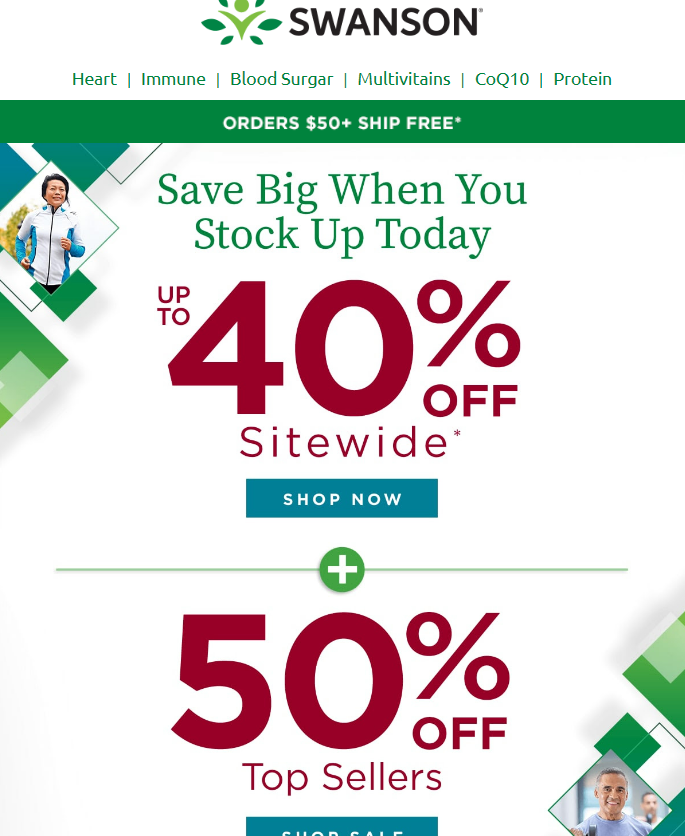 SWANSON®
Heart | Immune | Blood Surgar | Multivitains | CoQ10 | Protein
ORDERS $50+ SHIP FREE*
Save Big When You
Stock Up Today
UP
TO
40%
OFF
Sitewide*
SHOP NOW
50%
OFF
Top Sellers
SHOP SALE